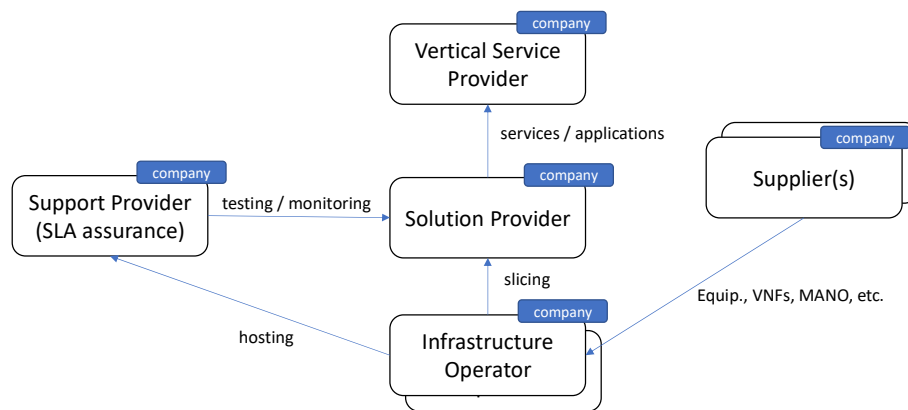 company
Vertical Service
Provider
services / applications
company
Supplier(s)
company
Support Provider
(SLA assurance)
testing / monitoring
company
Solution Provider
slicing
Equip., VNFs, MANO, etc.
hosting
company
Infrastructure
Operator